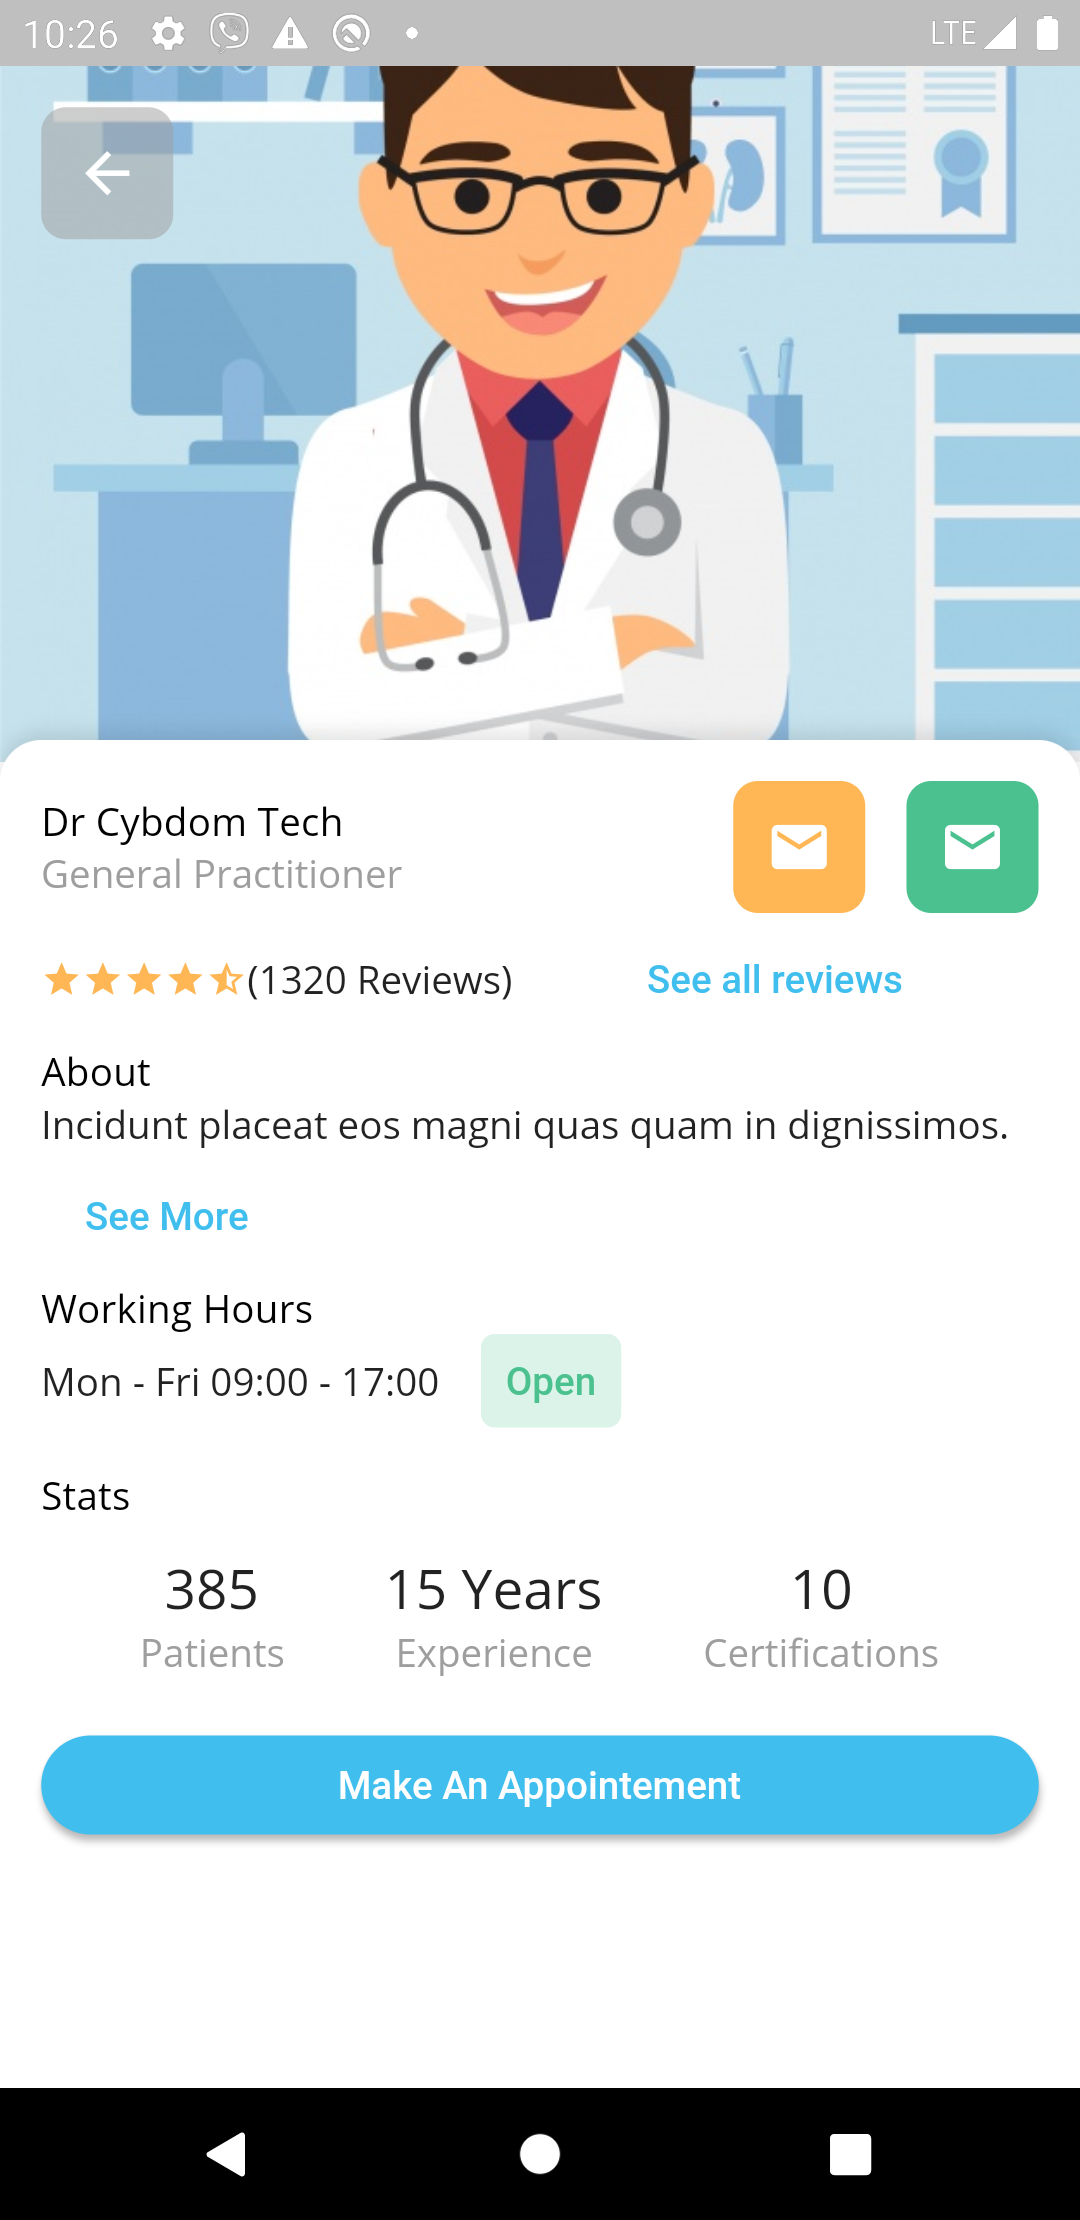 10:26 LTE
Dr Cybdom Tech
General Practitioner
(1320 Reviews) See all reviews
About
Incidunt placeat eos magni quas quam in dignissimos.
See More
Working Hours
Mon - Fri 09:00 - 17:00 Open
Stats
385 15 Years 10
Patients Experience Certifications
Make An Appointement